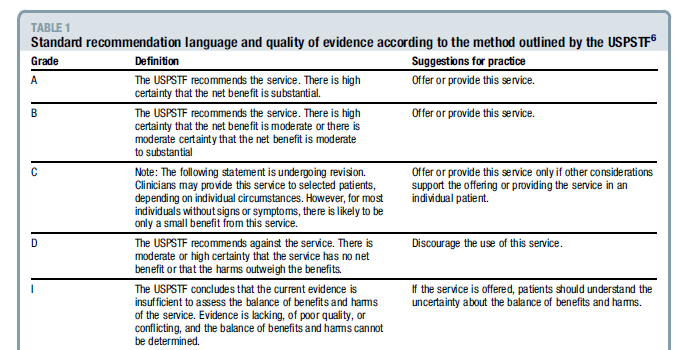 TABLE 1
Standard recommendation language and quality of evidence according to the method outlined by the USPSTF6
Grade Definition Suggestions for practice
A The USPSTF recommends the service. There is high Offer or provide this service.
certainty that the net benefit is substantial.
B The USPSTF recommends the service. There is high Offer or provide this service.
certainty that the net benefit is moderate or there is
moderate certainty that the net benefit is moderate
to substantial
C Note: The following statement is undergoing revision. Offer or provide this service only if other considerations
Clinicians may provide this service to selected patients, support the offering or providing the service in an
depending on individual circumstances. However, for most individual patient.
individuals without signs or symptoms, there is likely to be
only a small benefit from this service.
D The USPSTF recommends against the service. There is Discourage the use of this service.
moderate or high certainty that the service has no net
benefit or that the harms outweigh the benefits.
I The USPSTF concludes that the current evidence is If the service is offered, patients should understand the
insufficient to assess the balance of benefits and harms uncertainty about the balance of benefits and harms.
of the service. Evidence is lacking, of poor quality, or
conflicting, and the balance of benefits and harms cannot
be determined.